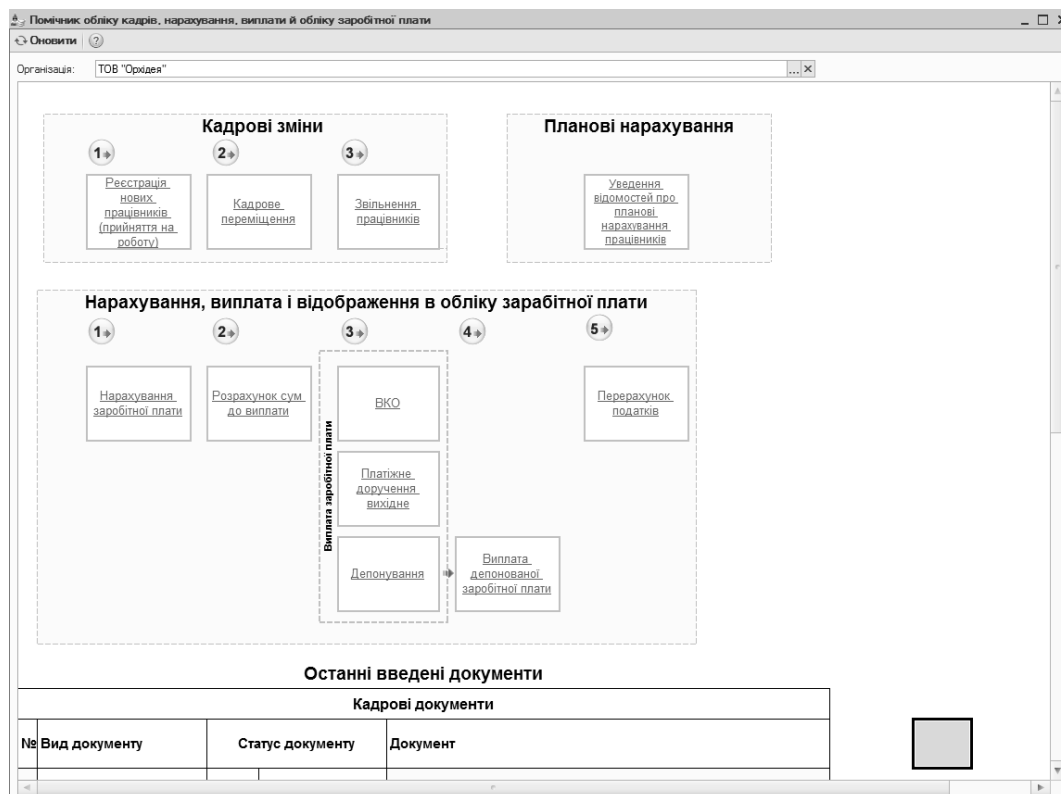 Помічник обліку кадрів, нарахування, виплати й обліку заробітної плати
Оновити
Організація:
ТОВ "Орхідея"
Кадрові зміни
1
2
3
Реєстрація
нових
працівників
(прийняття на
роботу)
Кадрове
переміщення
Звільнення
працівників
Планові нарахування
Уведення
відомостей про
планові
нарахування
працівників
Нарахування, виплата і відображення в обліку зарабітної плати
1
2
3
4
5
Нарахування
заробітної плати
Розрахунок сум
до виплати
Виплата заробітної плати
ВКО
Платіжне
доручення
вихідне
Депонування
Виплата
депонованої
заробітної плати
Перерахунок
податків
Останні введені документи
Кадрові документи
№ Вид документу Статус документу Документ